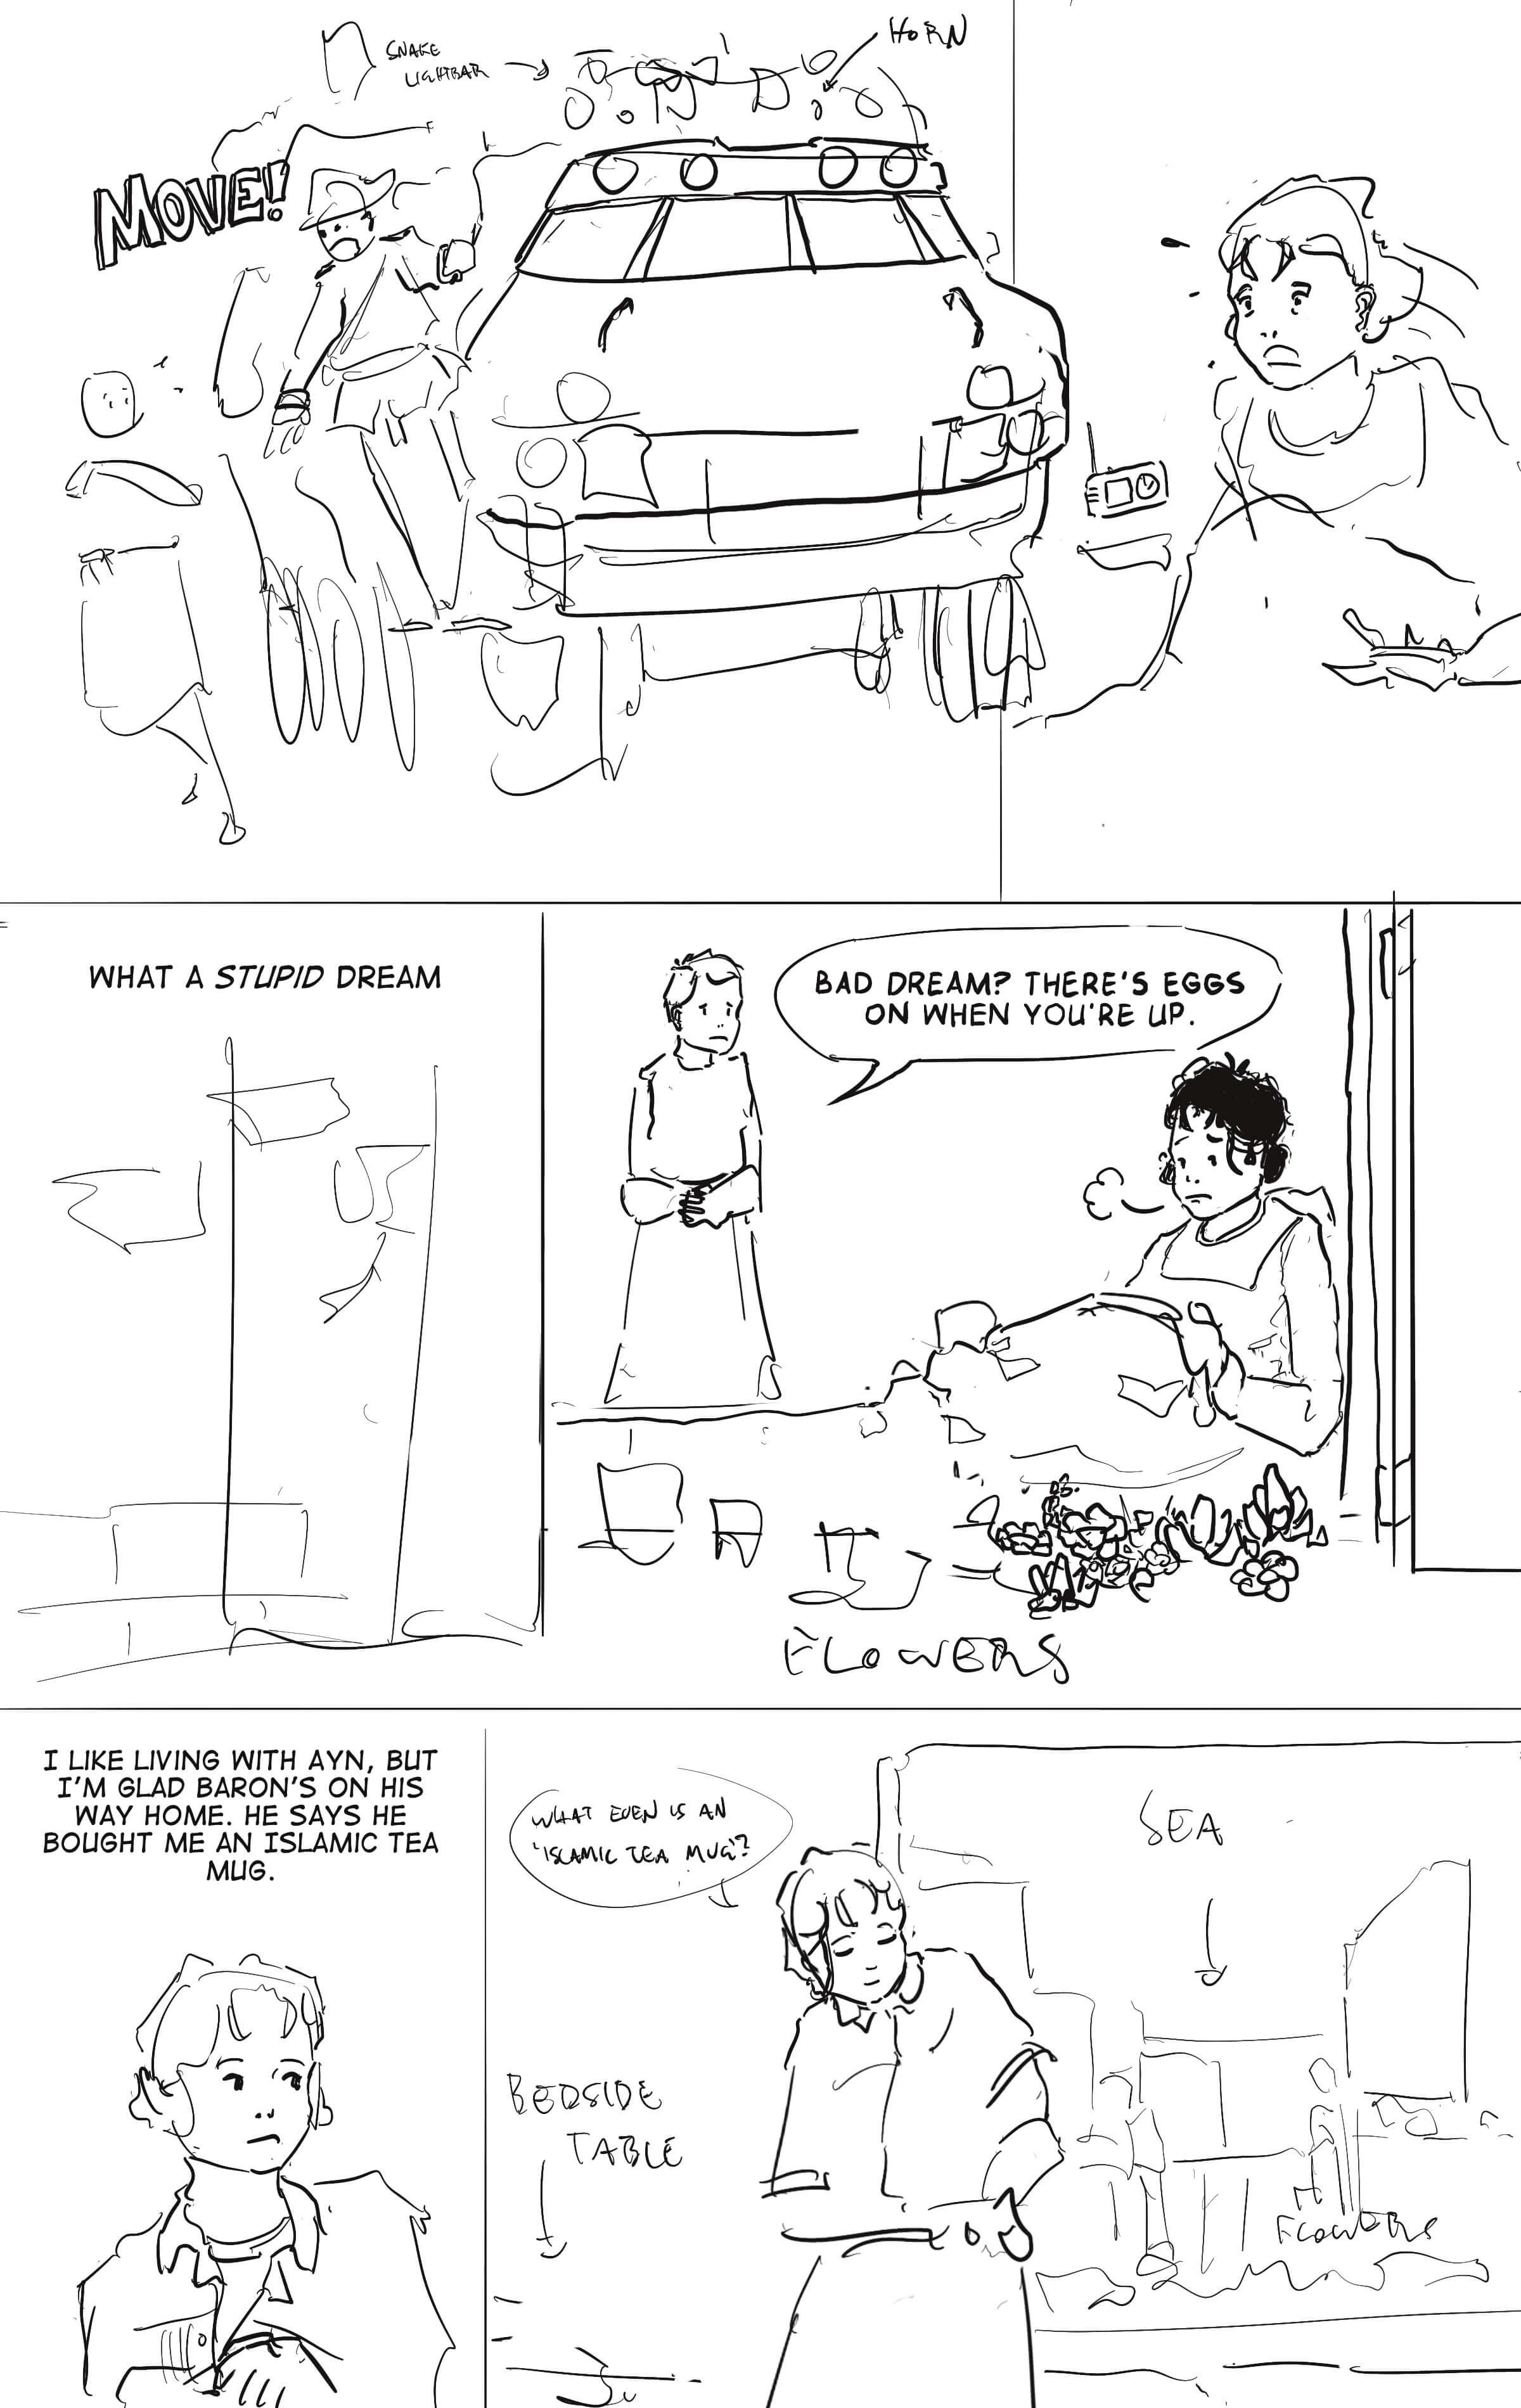 SNAKE
LIGHTBAR
HORN
MOVE!
WHAT A STUPID DREAM
BAD DREAM? THERE'S EGGS
ON WHEN YOU'RE UP.
FLOWERS
I LIKE LIVING WITH AYN, BUT
I'M GLAD BARON'S ON HIS
WAY HOME. HE SAYS HE
BOUGHT ME AN ISLAMIC TEA
MUG.
WHAT EVEN IS AN
'ISLAMIC TEA MUG'?
SEA
BEDSIDE
TABLE
FLOWERS